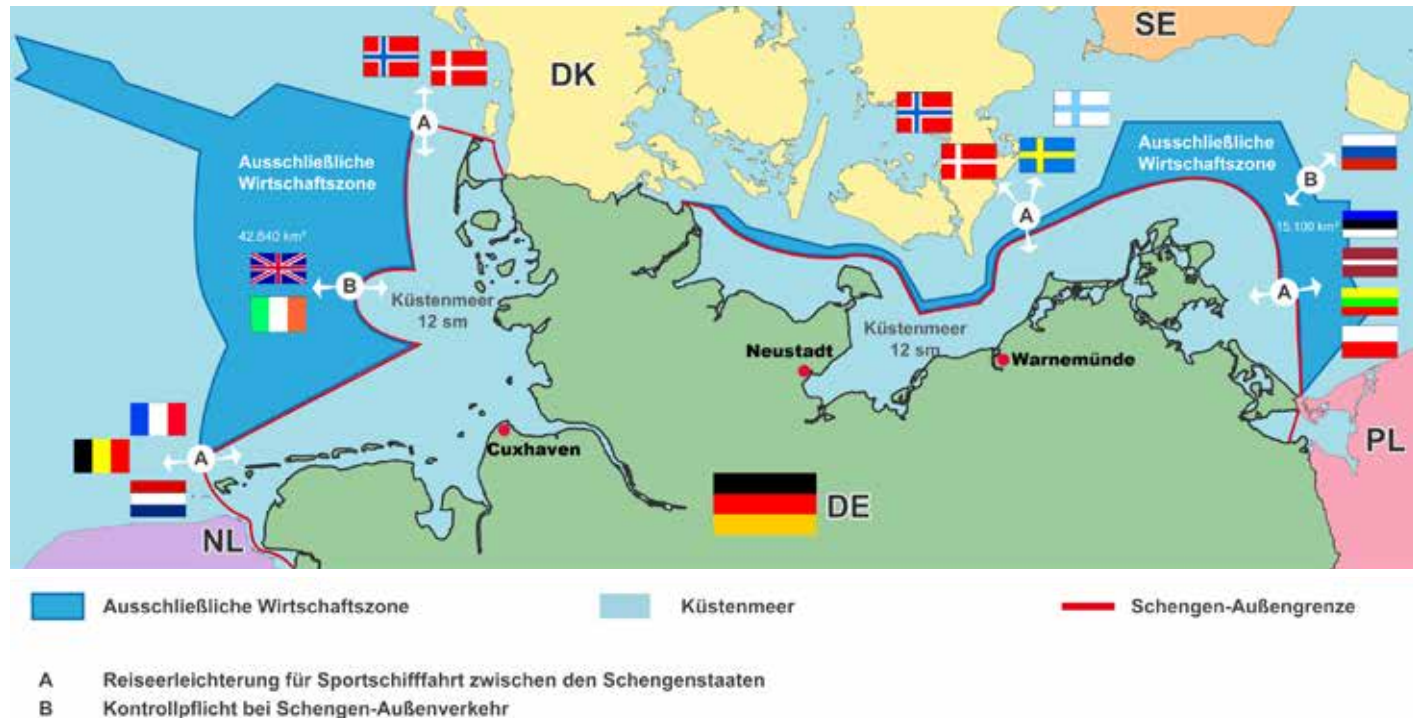 SE
DK
A
Ausschließliche
Wirtschaftszone
42.840 km²
B
Küstenmeer
12 sm
A
Ausschließliche
Wirtschaftszone
B
15.100 km²
A
Neustadt
Küstenmeer
12 sm
Warnemünde
A
Cuxhaven
DE
PL
NL
Ausschließliche Wirtschaftszone
Küstenmeer
Schengen-Außengrenze
A Reiseerleichterung für Sportschifffahrt zwischen den Schengenstaaten
B Kontrollpflicht bei Schengen-Außenverkehr